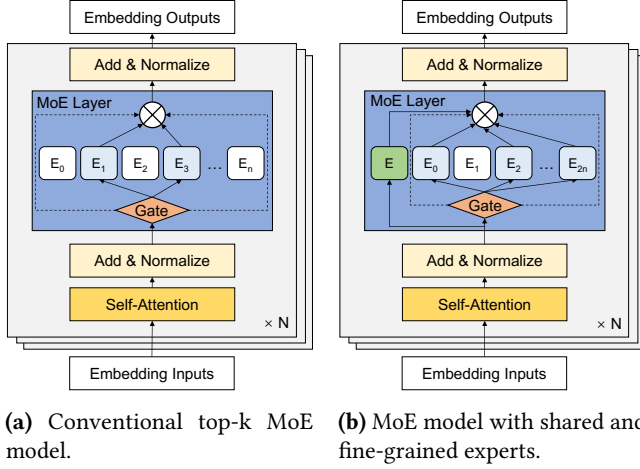 Embedding Outputs
Add & Normalize
MoE Layer
E0 E1 E2 E3 ... En
Gate
Add & Normalize
Self-Attention
× N
Embedding Inputs
(a) Conventional top-k MoE
model.
Embedding Outputs
Add & Normalize
MoE Layer
E E0 E1 E2 ... E2n
Gate
Add & Normalize
Self-Attention
× N
Embedding Inputs
(b) MoE model with shared and
fine-grained experts.